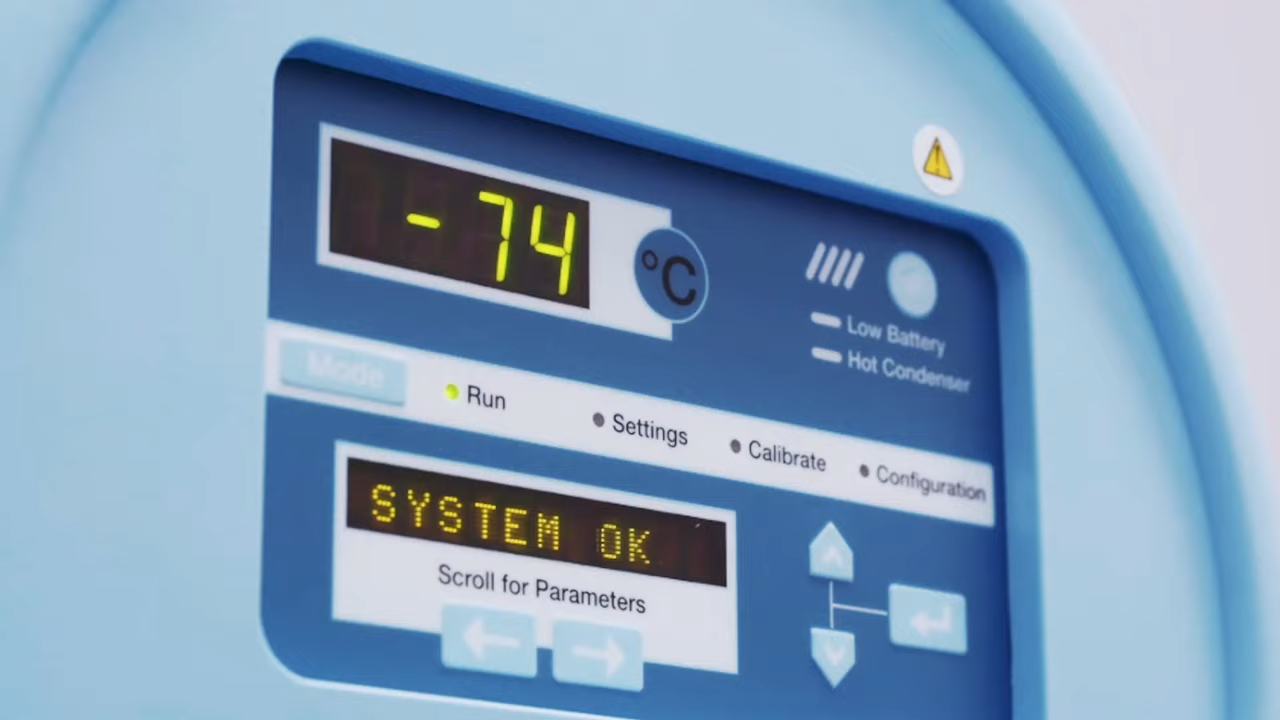 -74 °C
Low Battery
Hot Condenser
Mode
Run Settings Calibrate Configuration
SYSTEM OK
Scroll for Parameters